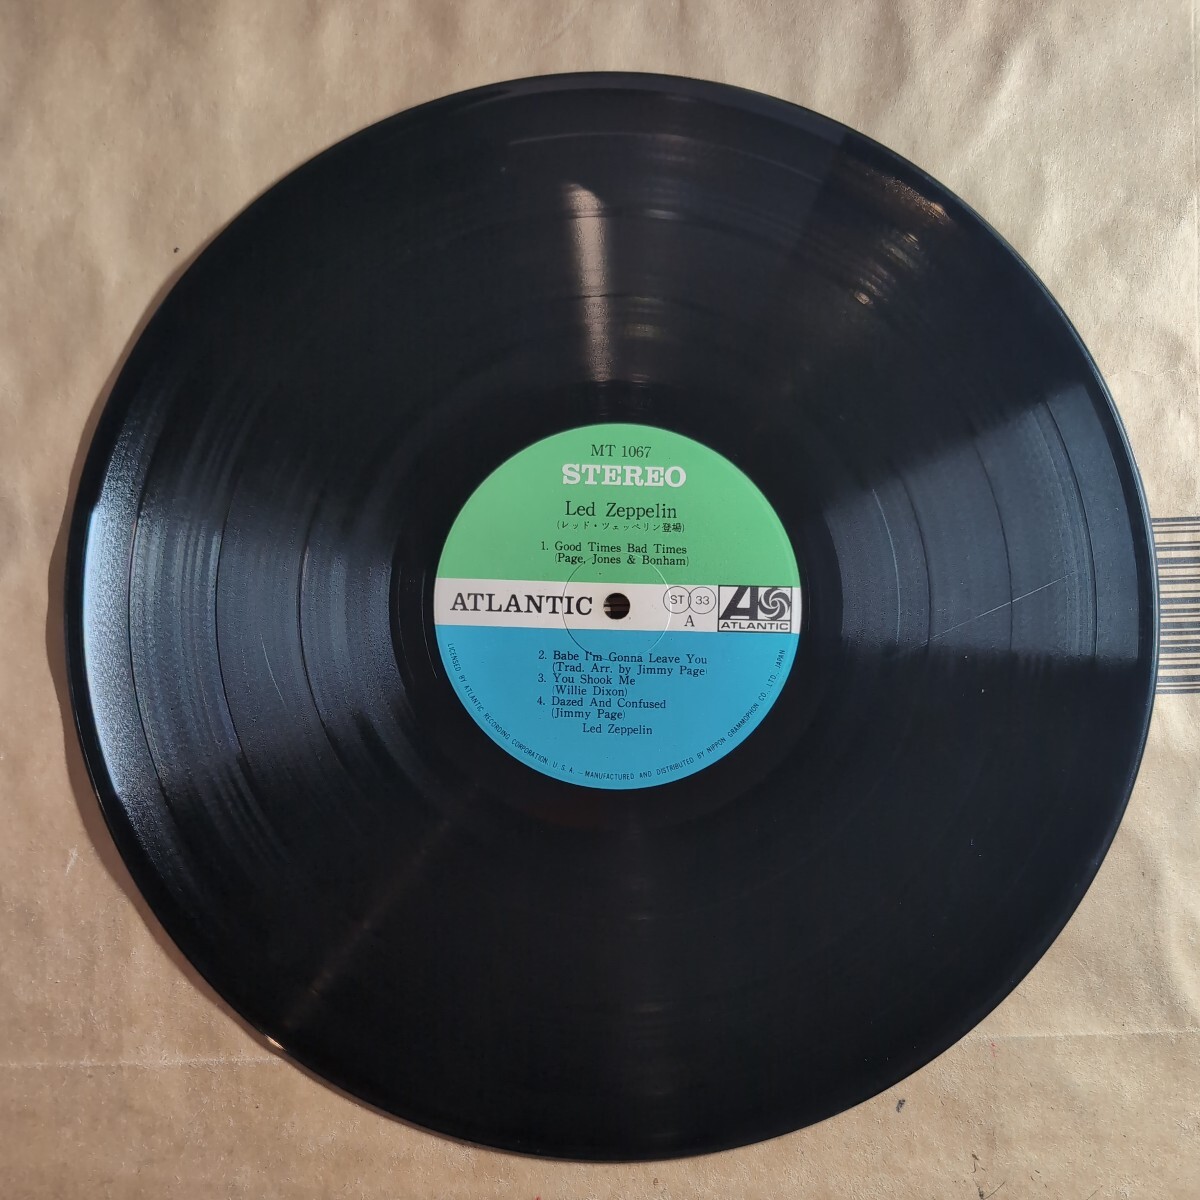 MT 1067
STEREO
Led Zeppelin
(レッド・ツェッペリン登場)
1. Good Times Bad Times
(Page, Jones & Bonham)
ATLANTIC
ST 33
A
ATLANTIC
2. Babe I'm Gonna Leave You
(Trad. Arr. by Jimmy Page)
3. You Shook Me
(Willie Dixon)
4. Dazed And Confused
(Jimmy Page)
Led Zeppelin
LICENSED BY ATLANTIC RECORDING CORPORATION, U. S. A. —MANUFACTURED AND DISTRIBUTED BY NIPPON GRAMMOPHON CO., LTD., JAPAN